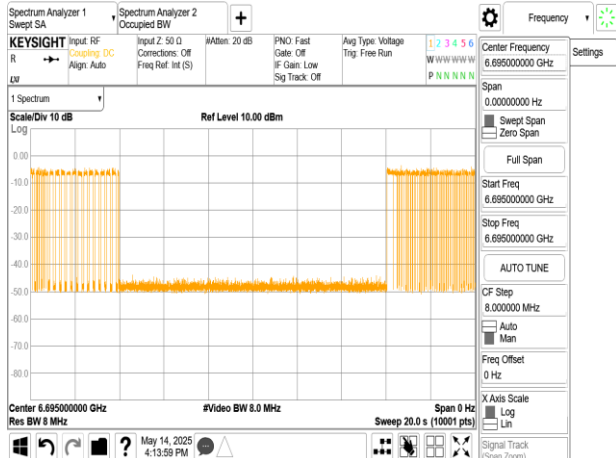 Spectrum Analyzer 1
Swept SA
Spectrum Analyzer 2
Occupied BW
+
Frequency
KEYSIGHT
R
Input: RF
Coupling: DC
Align: Auto
Input Z: 50 Ω
Corrections: Off
Freq Ref: Int (S)
#Atten: 20 dB
PNO: Fast
Gate: Off
IF Gain: Low
Sig Track: Off
Avg Type: Voltage
Trig: Free Run
1 2 3 4 5 6
W W W W W W
P N N N N N
1 Spectrum
Scale/Div 10 dB
Ref Level 10.00 dBm
Log
0.00
-10.0
-20.0
-30.0
-40.0
-50.0
-60.0
-70.0
-80.0
Center 6.695000000 GHz
#Video BW 8.0 MHz
Span 0 Hz
Res BW 8 MHz
Sweep 20.0 s (10001 pts)
?
May 14, 2025
4:13:59 PM
Center Frequency
6.695000000 GHz
Settings
Span
0.00000000 Hz
Swept Span
Zero Span
Full Span
Start Freq
6.695000000 GHz
Stop Freq
6.695000000 GHz
AUTO TUNE
CF Step
8.000000 MHz
Auto
Man
Freq Offset
0 Hz
X Axis Scale
Log
Lin
Signal Track
(Span Zoom)